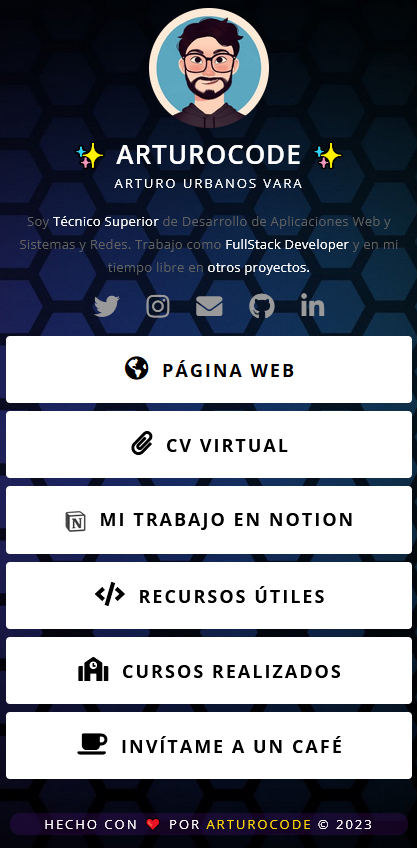 ARTUROCODE
ARTURO URBANOS VARA
Soy Técnico Superior de Desarrollo de Aplicaciones Web y
Sistemas y Redes. Trabajo como FullStack Developer y en mi
tiempo libre en otros proyectos.
PÁGINA WEB
CV VIRTUAL
MI TRABAJO EN NOTION
RECURSOS ÚTILES
CURSOS REALIZADOS
INVÍTAME A UN CAFÉ
HECHO CON ❤ POR ARTUROCODE © 2023